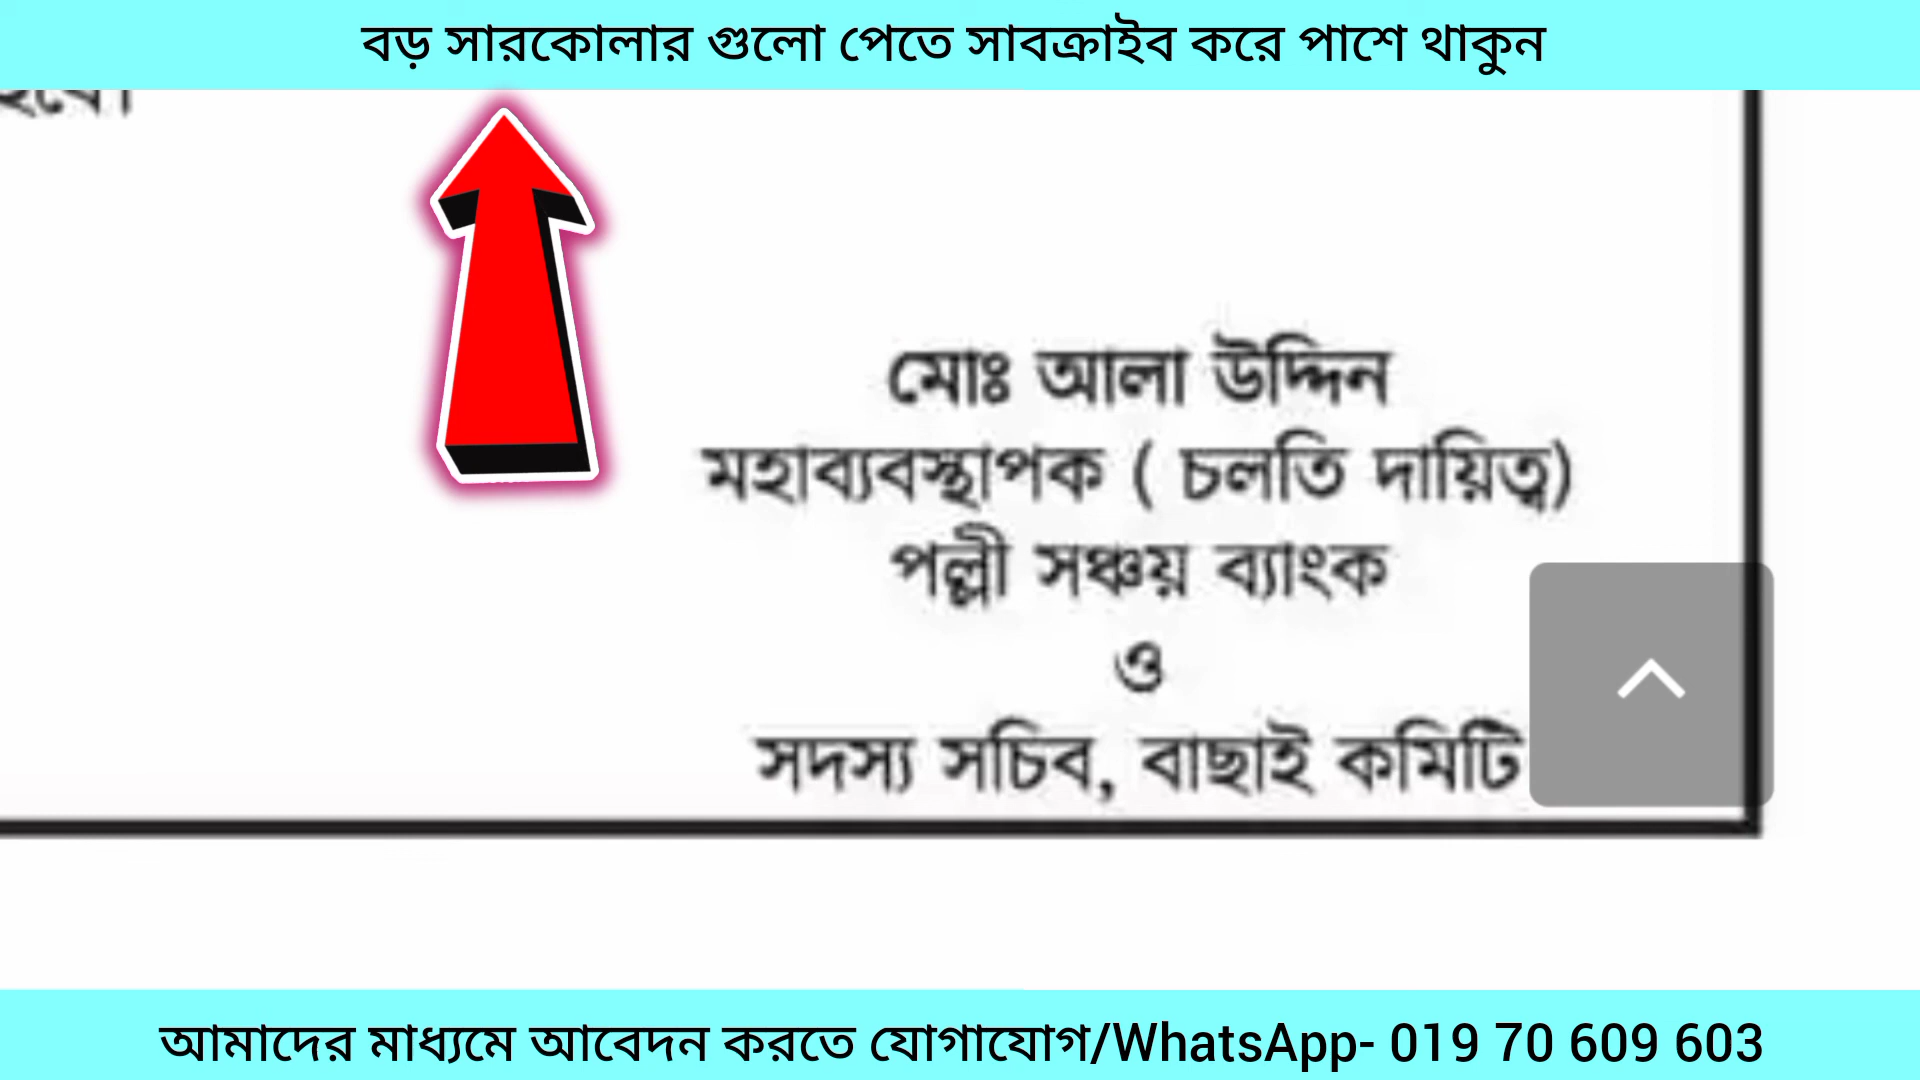 বড় সারকোলার গুলো পেতে সাবক্রাইব করে পাশে থাকুন
মোঃ আলা উদ্দিন
মহাব্যবস্থাপক ( চলতি দায়িত্ব)
পল্লী সঞ্চয় ব্যাংক
ও
সদস্য সচিব, বাছাই কমিটি
আমাদের মাধ্যমে আবেদন করতে যোগাযোগ/WhatsApp- 019 70 609 603